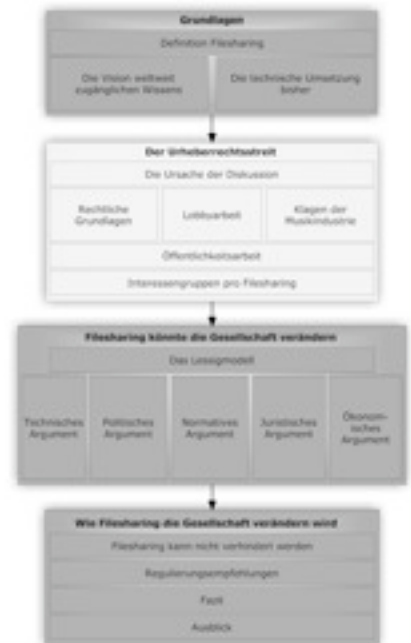 Grundlagen
Definition Filesharing
Die Vision weltweit
zugänglichen Wissens
Die technische Umsetzung
bisher
Der Urheberrechtsstreit
Die Ursache der Diskussion
Rechtliche
Grundlagen
Lobbyarbeit
Klagen der
Musikindustrie
Öffentlichkeitsarbeit
Interessengruppen pro Filesharing
Filesharing könnte die Gesellschaft verändern
Das Lessigmodell
Technisches
Argument
Politisches
Argument
Normatives
Argument
Juristisches
Argument
Ökonom-
isches
Argument
Wie Filesharing die Gesellschaft verändern wird
Filesharing kann nicht verhindert werden
Regulierungsempfehlungen
Fazit
Ausblick